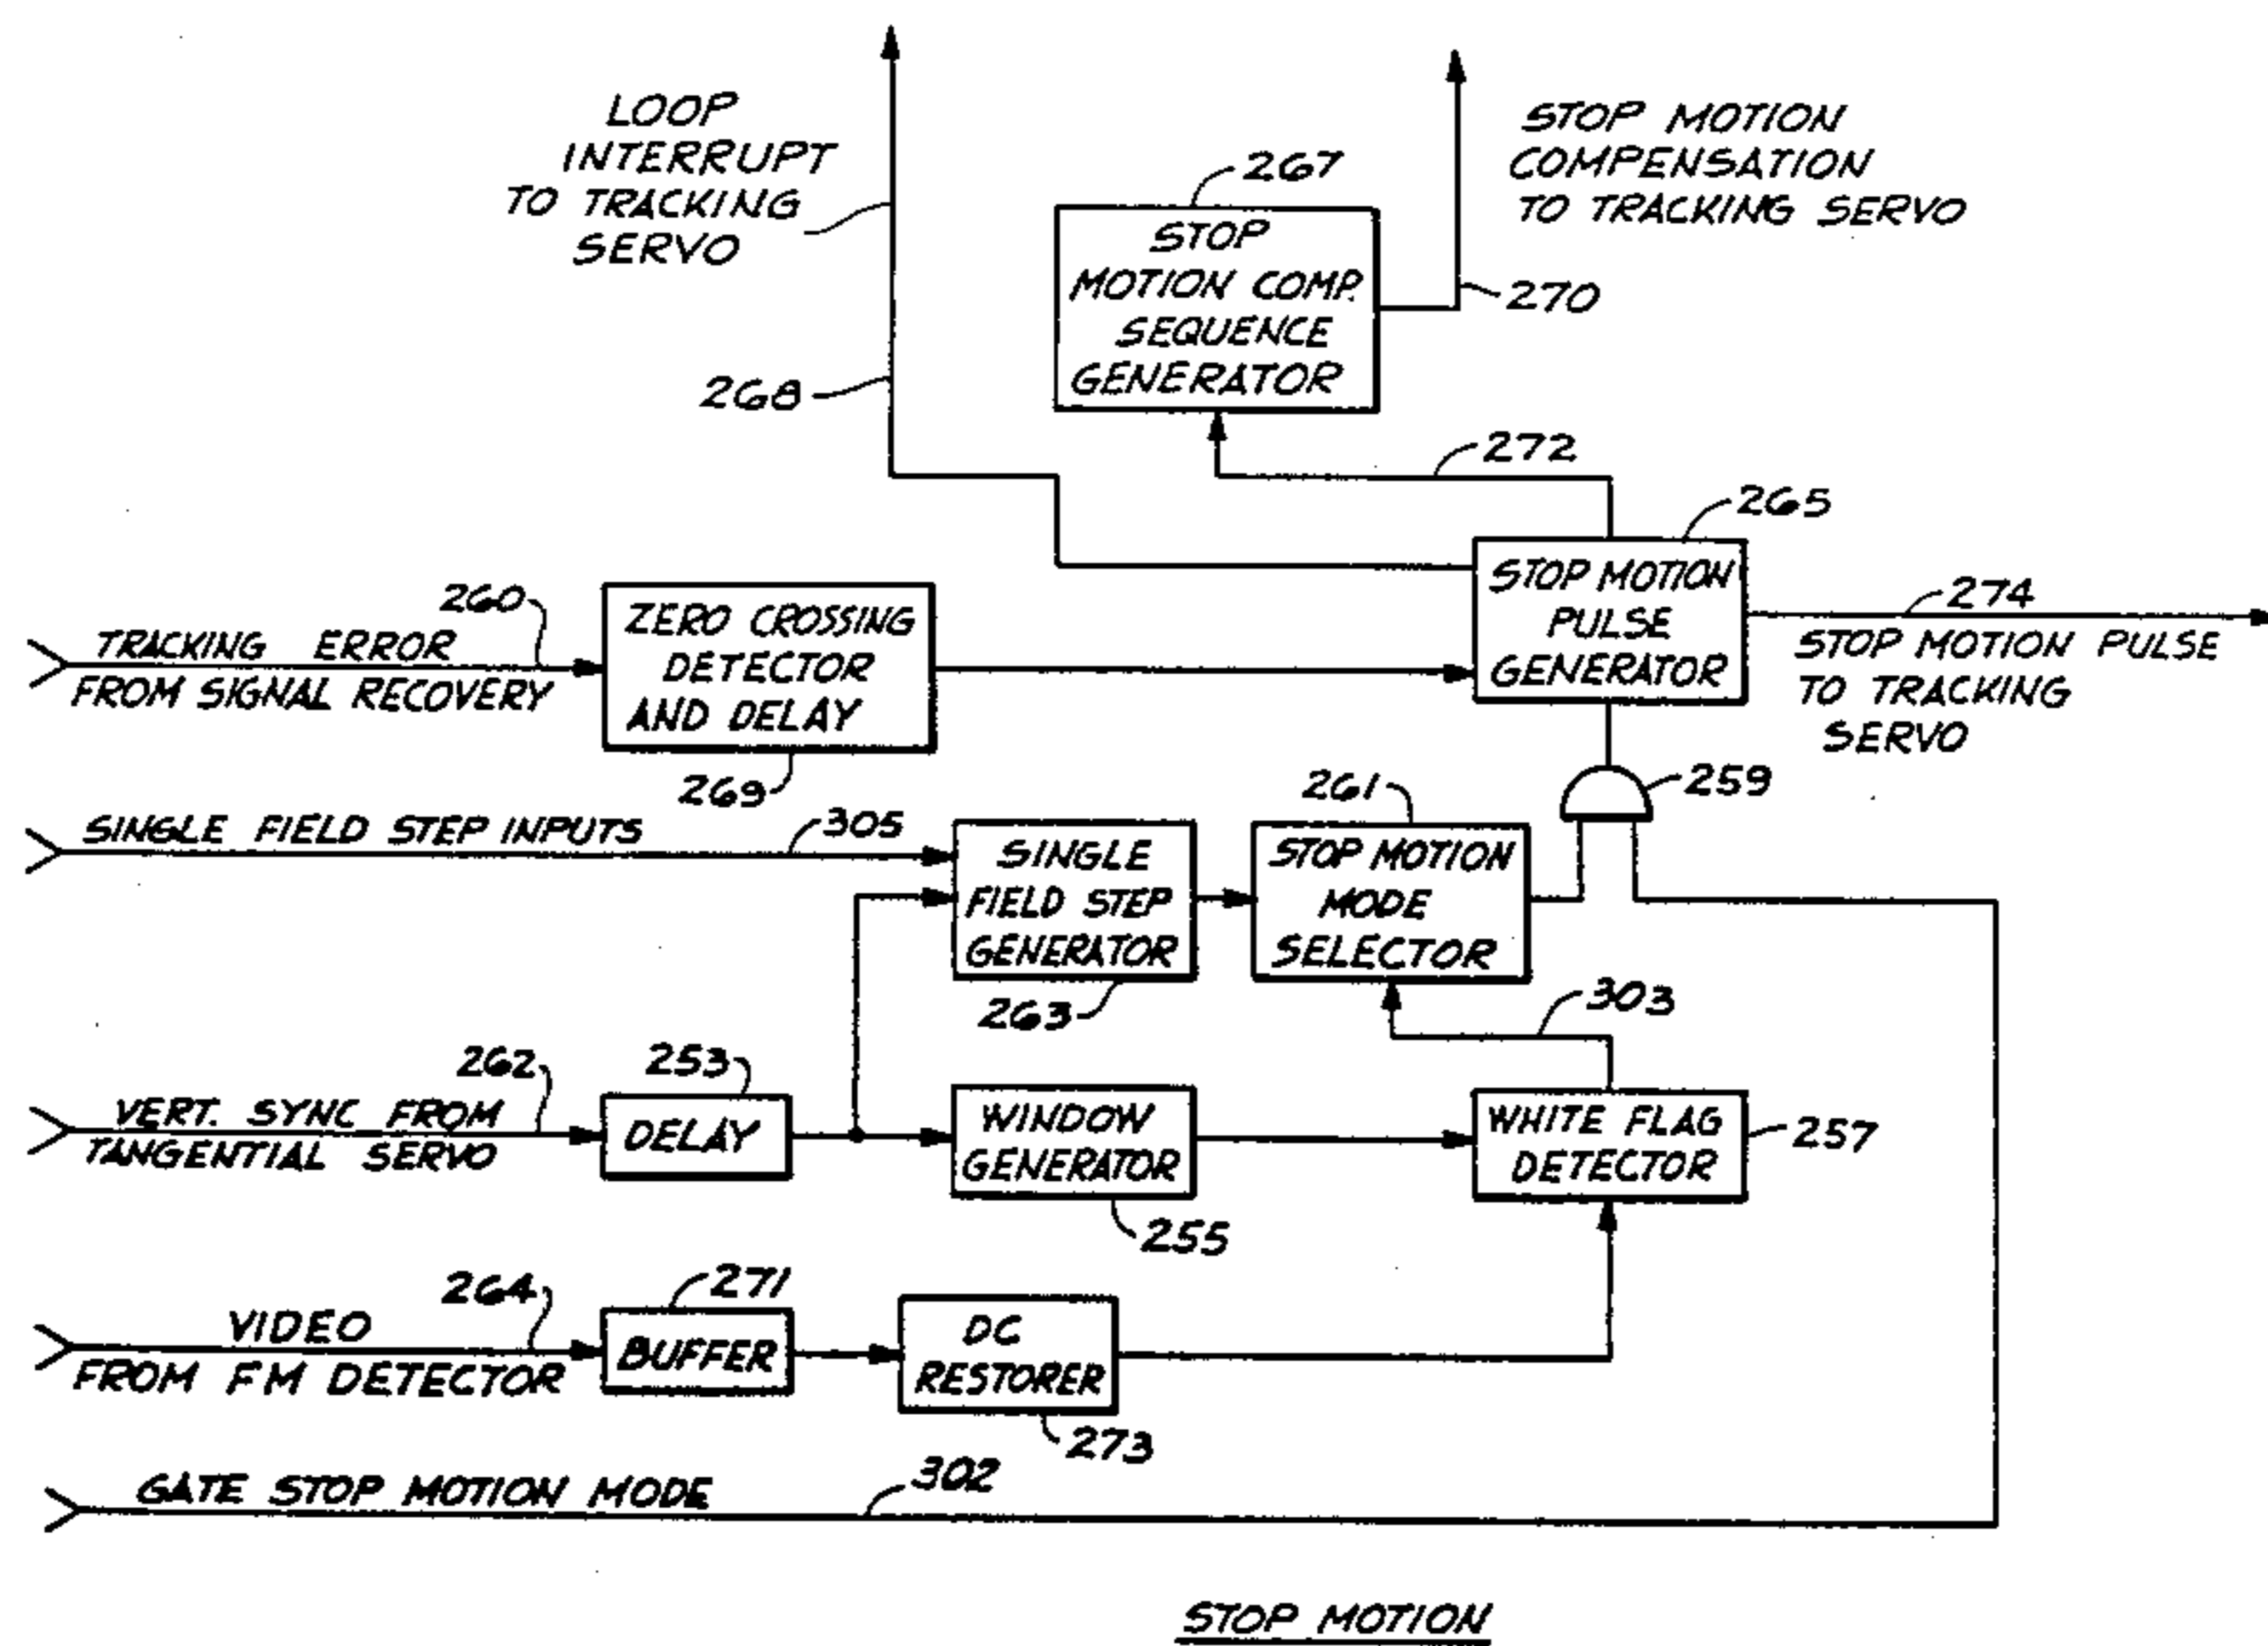 LOOP
INTERRUPT
TO TRACKING
SERVO
268
267
STOP
MOTION COMP.
SEQUENCE
GENERATOR
STOP MOTION
COMPENSATION
TO TRACKING SERVO
270
272
265
STOP MOTION
PULSE
GENERATOR
274
STOP MOTION PULSE
TO TRACKING
SERVO
260
TRACKING ERROR
FROM SIGNAL RECOVERY
ZERO CROSSING
DETECTOR
AND DELAY
269
259
SINGLE FIELD STEP INPUTS
305
SINGLE
FIELD STEP
GENERATOR
263
261
STOP MOTION
MODE
SELECTOR
303
262
VERT. SYNC FROM
TANGENTIAL SERVO
253
DELAY
WINDOW
GENERATOR
255
WHITE FLAG
DETECTOR
257
264
VIDEO
FROM FM DETECTOR
271
BUFFER
DC
RESTORER
273
GATE STOP MOTION MODE
302
STOP MOTION